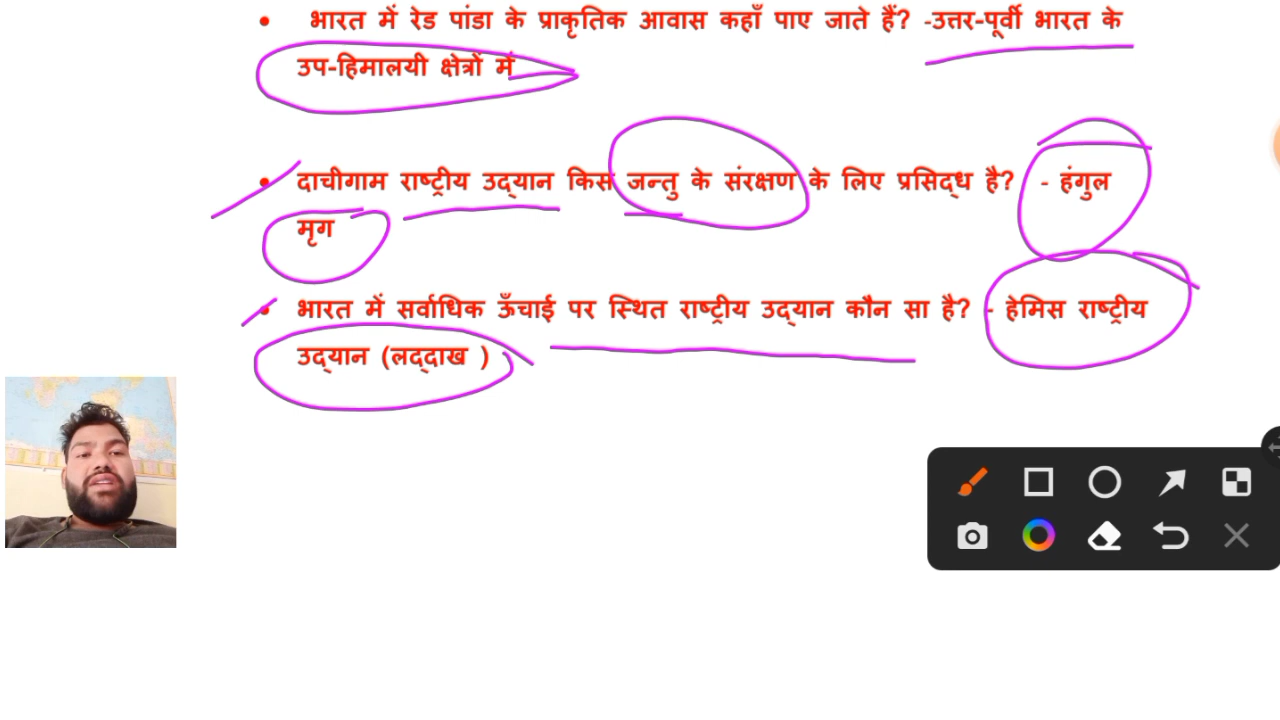 • भारत में रेड पांडा के प्राकृतिक आवास कहाँ पाए जाते हैं? -उत्तर-पूर्वी भारत के
उप-हिमालयी क्षेत्रों में
• दाचीगाम राष्ट्रीय उद्यान किस जन्तु के संरक्षण के लिए प्रसिद्ध है? - हंगुल
मृग
• भारत में सर्वाधिक ऊँचाई पर स्थित राष्ट्रीय उद्यान कौन सा है? - हेमिस राष्ट्रीय
उद्यान (लद्दाख )